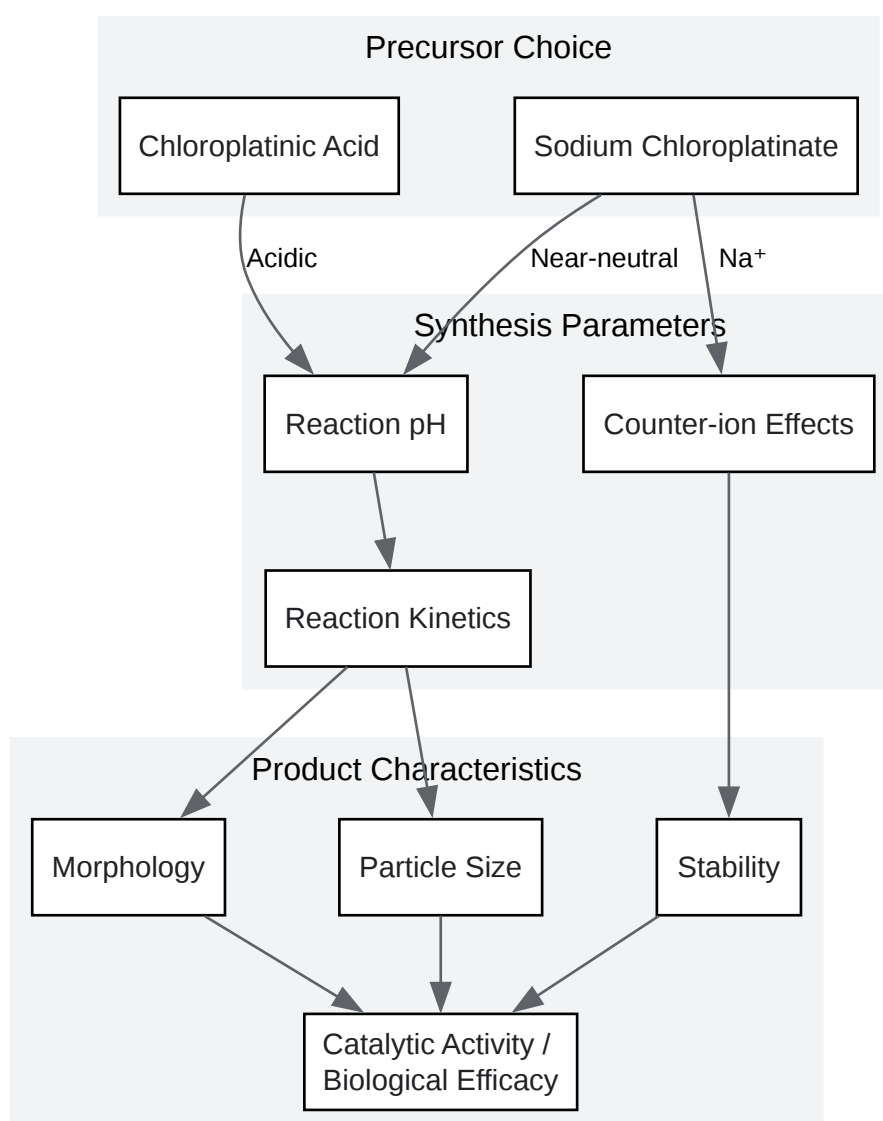 Precursor Choice
Chloroplatinic Acid
Sodium Chloroplatinate
Acidic
Near-neutral
Na⁺
Synthesis Parameters
Reaction pH
Counter-ion Effects
Reaction Kinetics
Product Characteristics
Morphology
Particle Size
Stability
Catalytic Activity /
Biological Efficacy